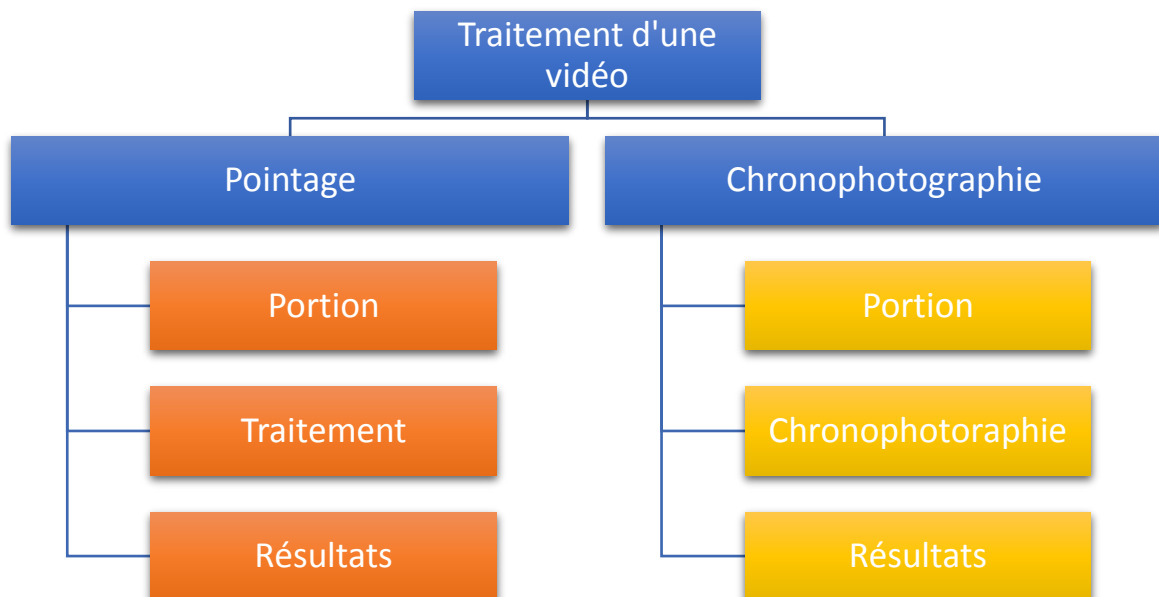 Traitement d'une
vidéo
Pointage
Chronophotographie
Portion
Portion
Traitement
Chronophotoraphie
Résultats
Résultats